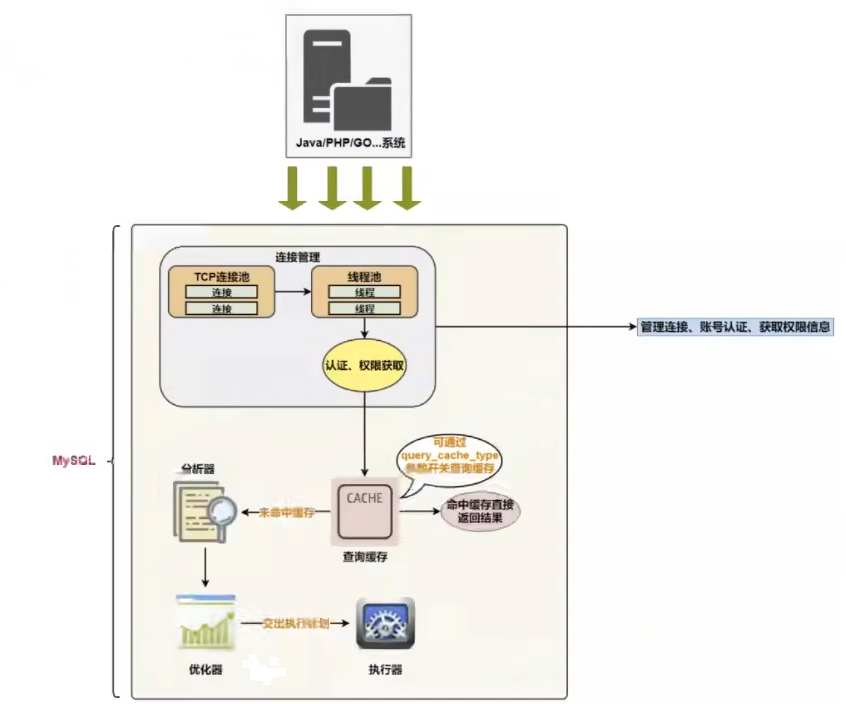 Java/PHP/GO...系统
连接管理
TCP连接池
连接
连接
线程池
线程
线程
认证、权限获取
管理连接、账号认证、获取权限信息
MySQL
可通过
query_cache_type
参数开关查询缓存
分析器
未命中缓存
CACHE
命中缓存直接
返回结果
查询缓存
交出执行计划
优化器
执行器